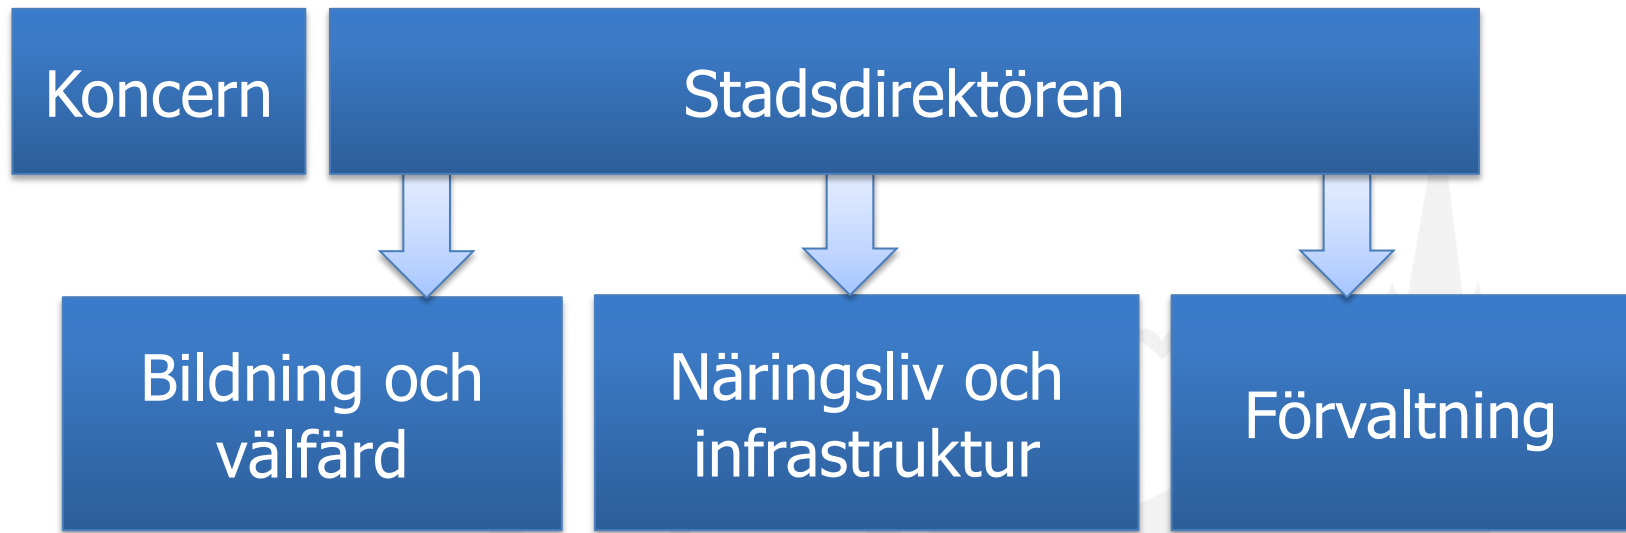 Koncern
Stadsdirektören
Bildning och
välfärd
Näringsliv och
infrastruktur
Förvaltning